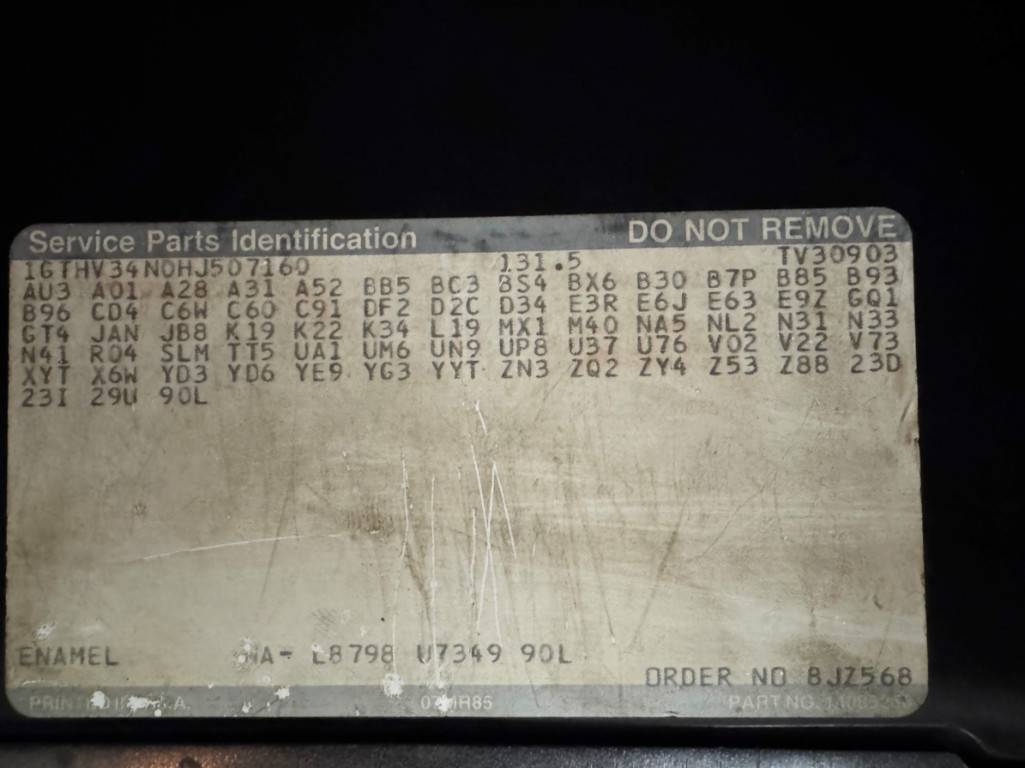 Service Parts Identification DO NOT REMOVE
1GTHV34N0HJ507160 131.5 TV30903
AU3 A01 A28 A31 A52 BB5 BC3 BS4 BX6 B30 B7P B85 B93
B96 CD4 C6W C60 C91 DF2 D2C D34 E3R E6J E63 E9Z GQ1
GT4 JAN JB8 K19 K22 K34 L19 MX1 M40 NA5 NL2 N31 N33
N41 R04 SLM TT5 UA1 UM6 UN9 UP8 U37 U76 V02 V22 V73
XYT X6W YD3 YD6 YE9 YG3 YYT ZN3 ZQ2 ZY4 Z53 Z88 23D
23I 29U 90L
ENAMEL L8798 U7349 90L
ORDER NO 8JZ568
PART NO.